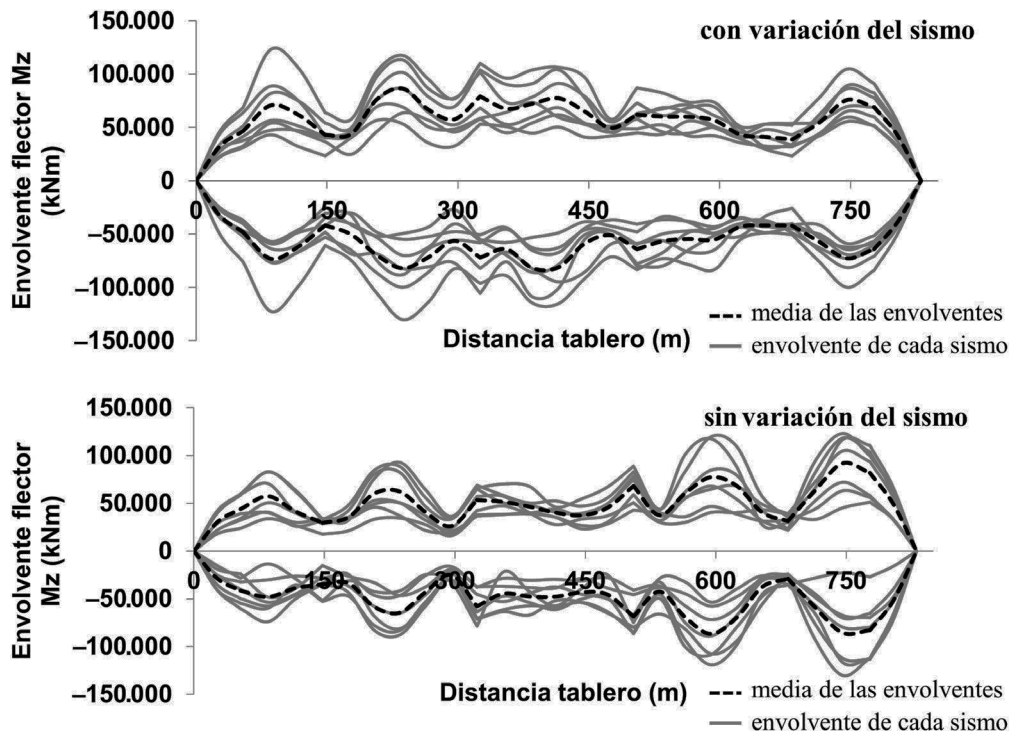 150.000
con variación del sismo
100.000
50.000
0
–50.000
–100.000
–150.000
0
150
300
450
600
750
Envolvente flector Mz
(kNm)
Distancia tablero (m)
media de las envolventes
envolvente de cada sismo
150.000
sin variación del sismo
100.000
50.000
0
–50.000
–100.000
–150.000
0
150
300
450
600
750
Envolvente flector
Mz (kNm)
Distancia tablero (m)
media de las envolventes
envolvente de cada sismo